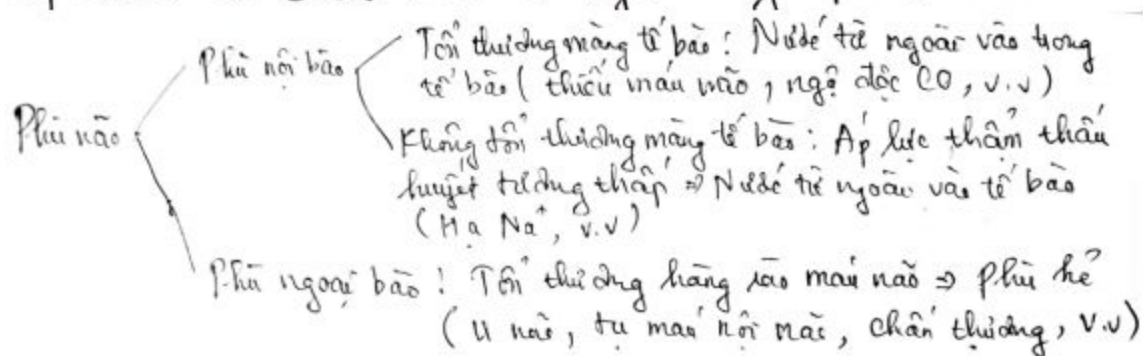 Phù nội bào
Tổn thương màng tế bào : Nước từ ngoài vào trong
tế bào ( thiếu máu não , ngộ độc CO , v.v )
Phù não
Không tổn thương màng tế bào : Áp lực thẩm thấu
huyết tương thấp ⇒ Nước từ ngoài vào tế bào
( Hạ Na⁺, v.v )
Phù ngoại bào : Tổn thương hàng rào máu não ⇒ Phù kẽ
( U não , tụ máu nội não , chấn thương , v.v )